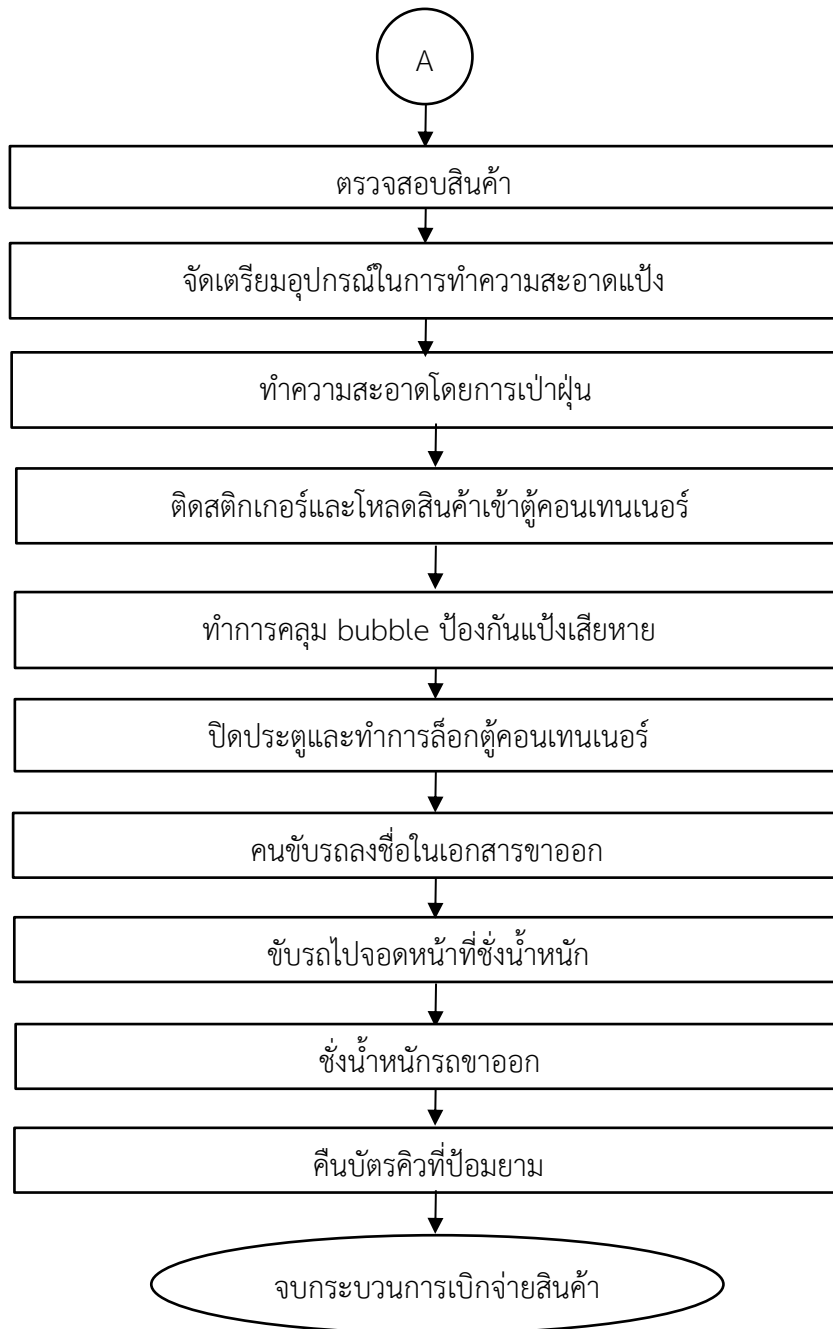 A
ตรวจสอบสินค้า
จัดเตรียมอุปกรณ์ในการทำความสะอาดแป้ง
ทำความสะอาดโดยการเป่าฝุ่น
ติดสติกเกอร์และโหลดสินค้าเข้าตู้คอนเทนเนอร์
ทำการคลุม bubble ป้องกันแป้งเสียหาย
ปิดประตูและทำการล็อกตู้คอนเทนเนอร์
คนขับรถลงชื่อในเอกสารขาออก
ขับรถไปจอดหน้าที่ชั่งน้ำหนัก
ชั่งน้ำหนักรถขาออก
คืนบัตรคิวที่ป้อมยาม
จบกระบวนการเบิกจ่ายสินค้า